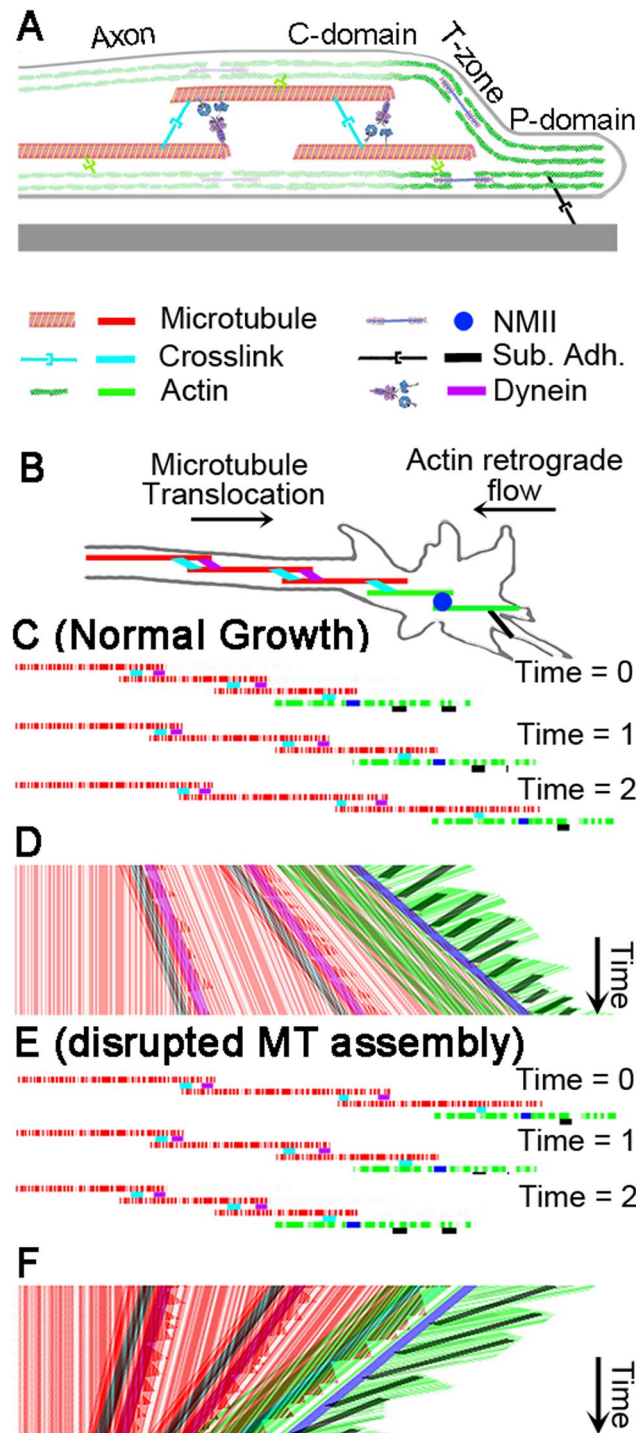 A
Axon
C-domain
T-zone
P-domain
Microtubule
NMII
Crosslink
Sub. Adh.
Actin
Dynein
B
Microtubule
Translocation
Actin retrograde
flow
C (Normal Growth)
Time = 0
Time = 1
Time = 2
D
Time
E (disrupted MT assembly)
Time = 0
Time = 1
Time = 2
F
Time